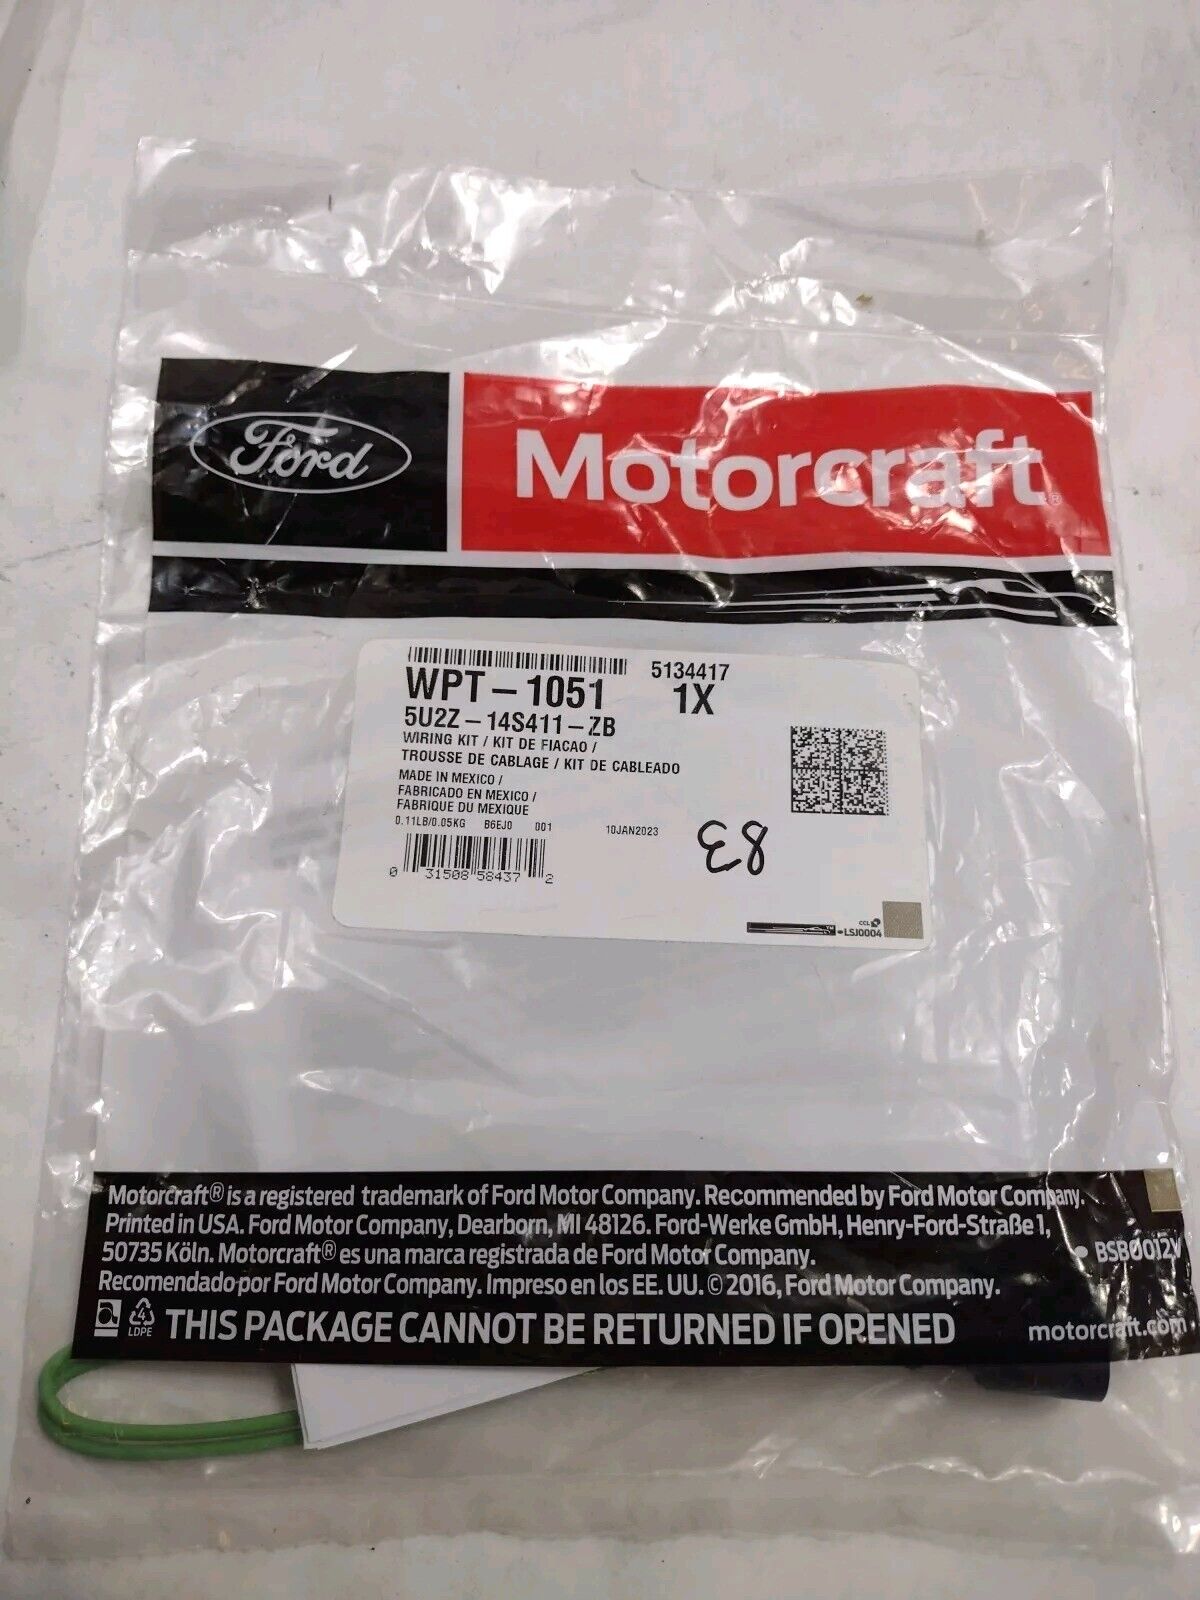 Ford
Motorcraft®
™
5134417
WPT-1051 1X
5U2Z-14S411-ZB
WIRING KIT / KIT DE FIACAO /
TROUSSE DE CABLAGE / KIT DE CABLEADO
MADE IN MEXICO /
FABRICADO EN MEXICO /
FABRIQUE DU MEXIQUE
0.11LB/0.05KG B6EJ0 001 10JAN2023
E8
0 31508 58437 2
CCL
™ •LSJ0004
Motorcraft® is a registered trademark of Ford Motor Company. Recommended by Ford Motor Company.
Printed in USA. Ford Motor Company, Dearborn, MI 48126. Ford-Werke GmbH, Henry-Ford-Straße 1,
50735 Köln. Motorcraft® es una marca registrada de Ford Motor Company.
• BSB0012V
Recomendado por Ford Motor Company. Impreso en los EE. UU. © 2016, Ford Motor Company.
4
LDPE
THIS PACKAGE CANNOT BE RETURNED IF OPENED
motorcraft.com